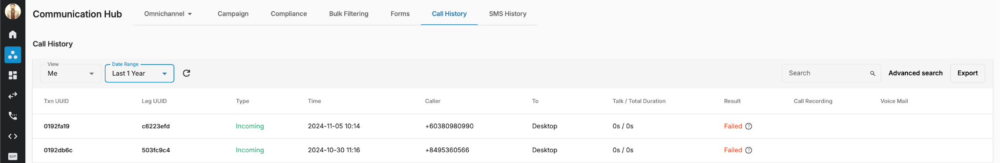 Communication Hub Omnichannel Campaign Compliance Bulk Filtering Forms Call History SMS History
Call History
View
Me
Date Range
Last 1 Year
Search Advanced search Export
Txn UUID Leg UUID Type Time Caller To Talk / Total Duration Result Call Recording Voice Mail
0192fa19 c6223efd Incoming 2024-11-05 10:14 +60380980990 Desktop 0s / 0s Failed ?
0192db6c 503fc9c4 Incoming 2024-10-30 11:16 +8495360566 Desktop 0s / 0s Failed ?
SIP